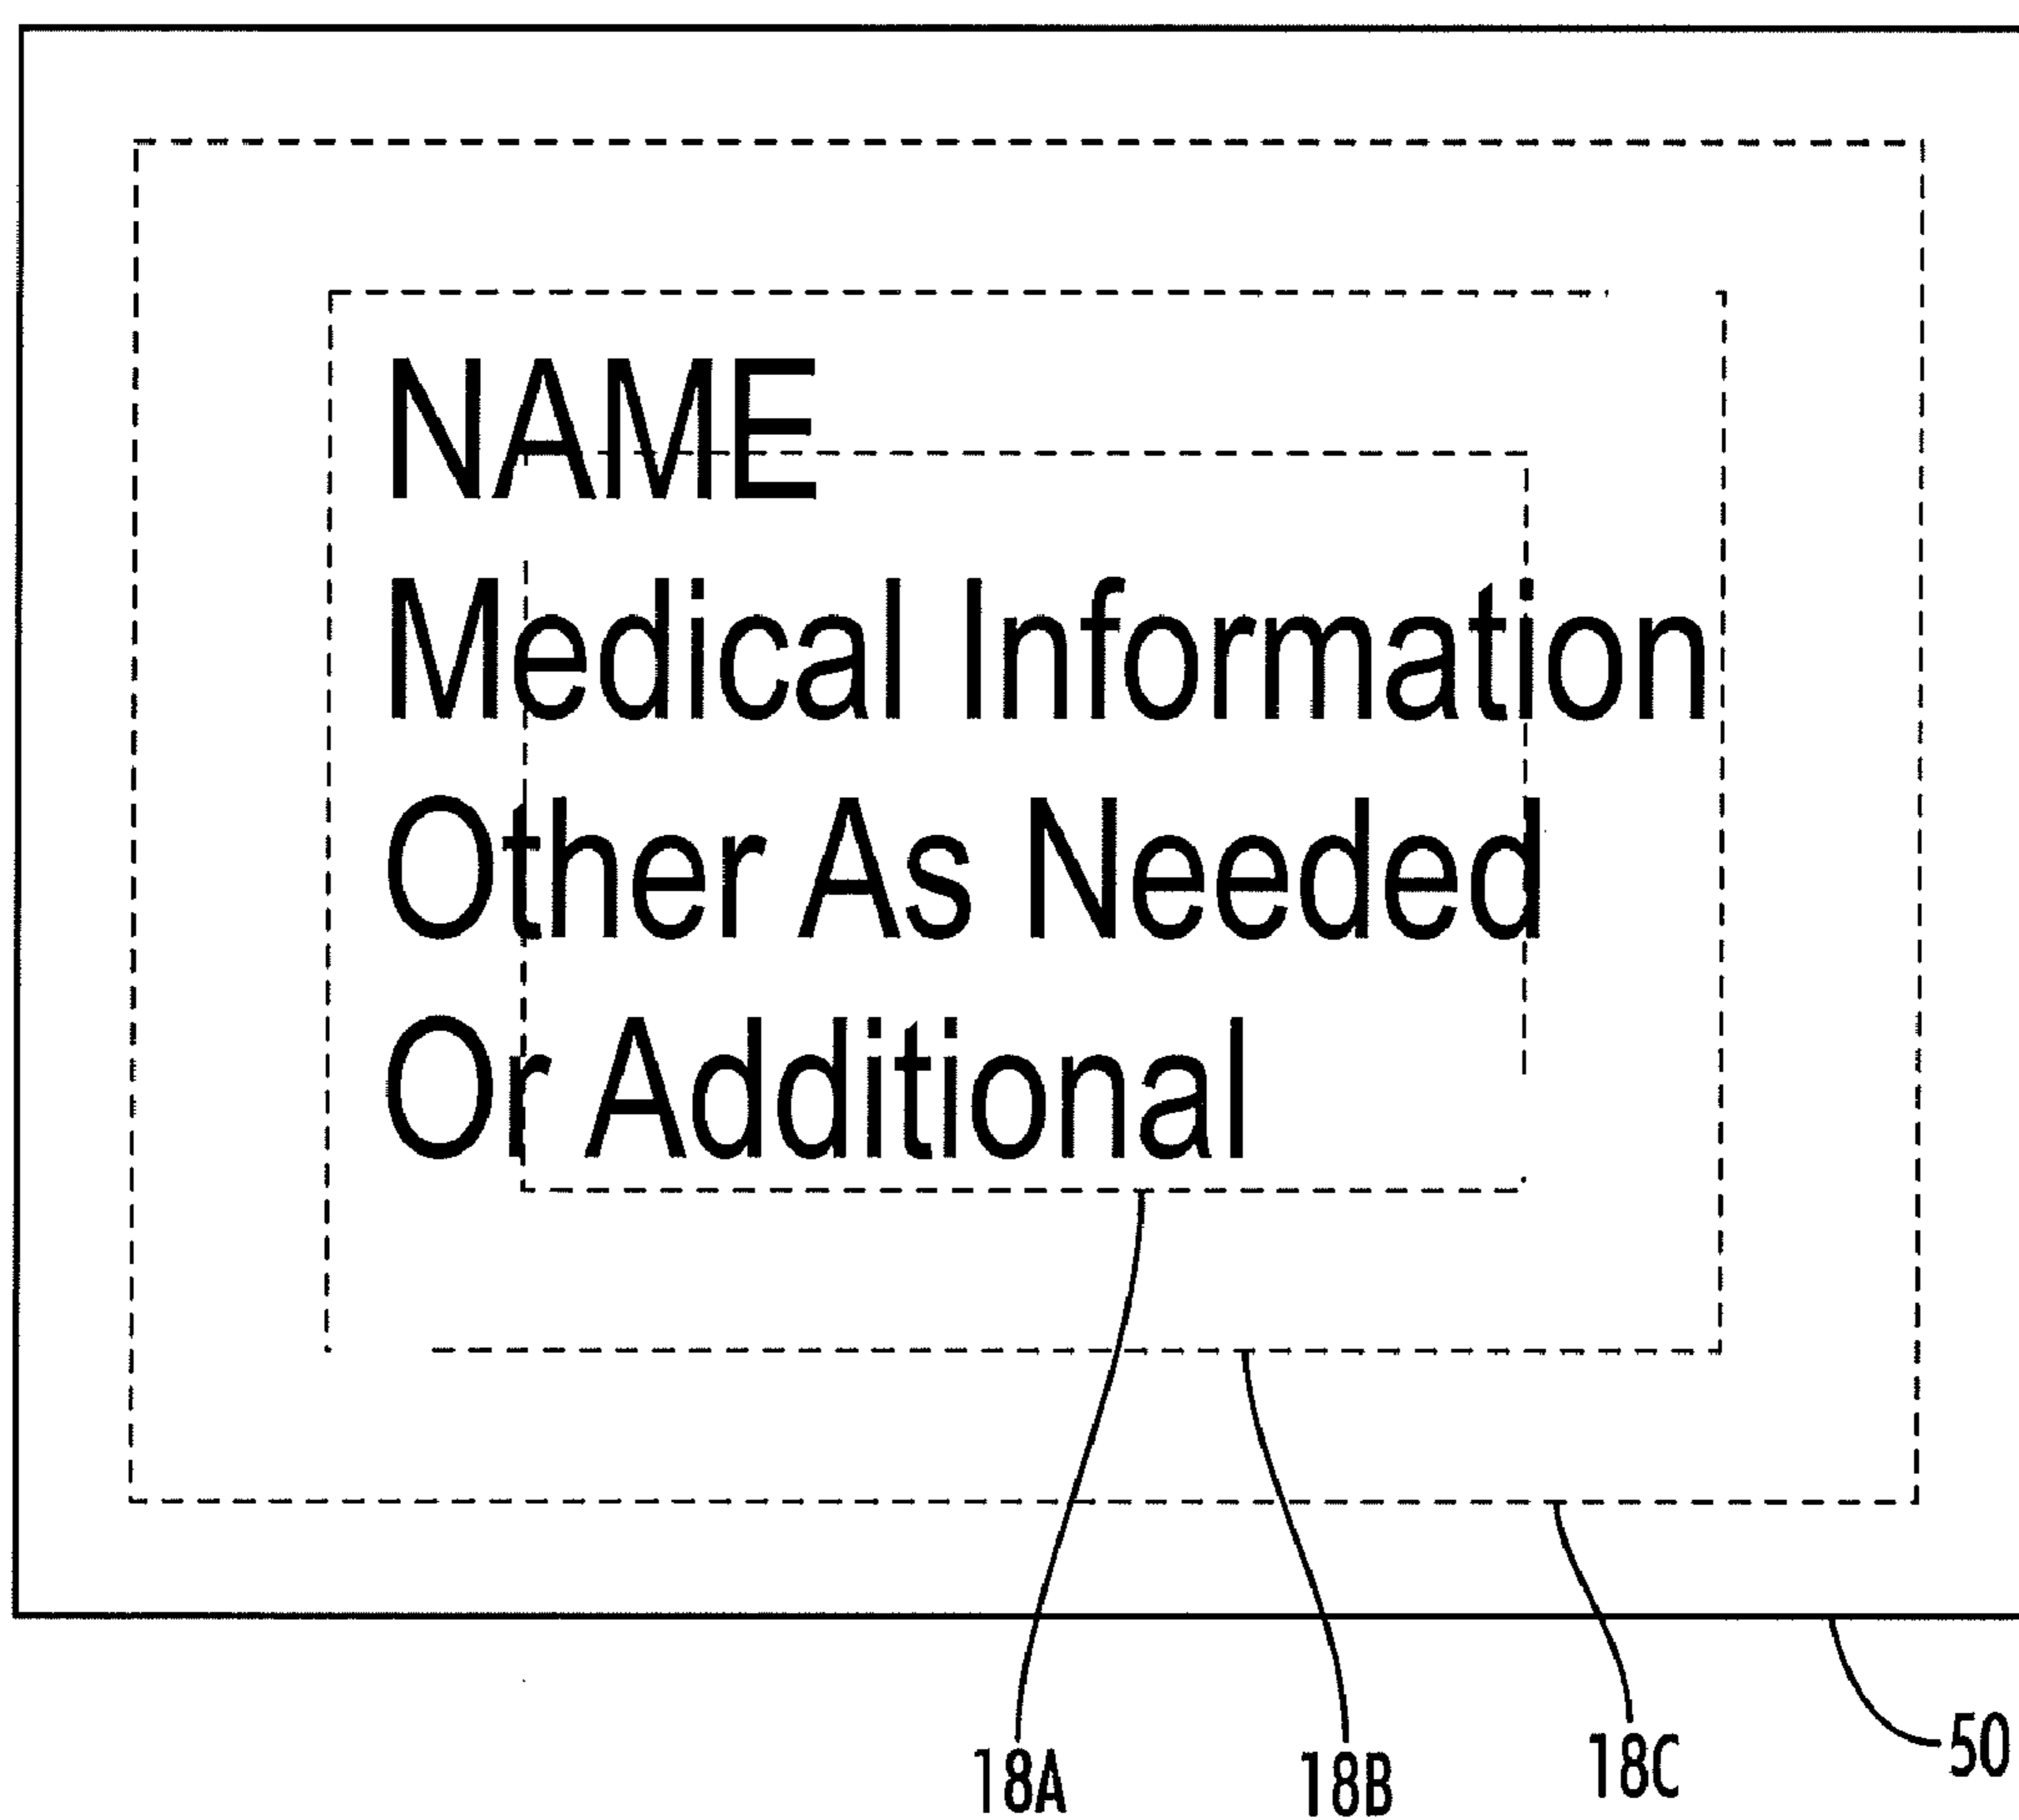 NAME
Medical Information
Other As Needed
Or Additional
18A 18B 18C 50